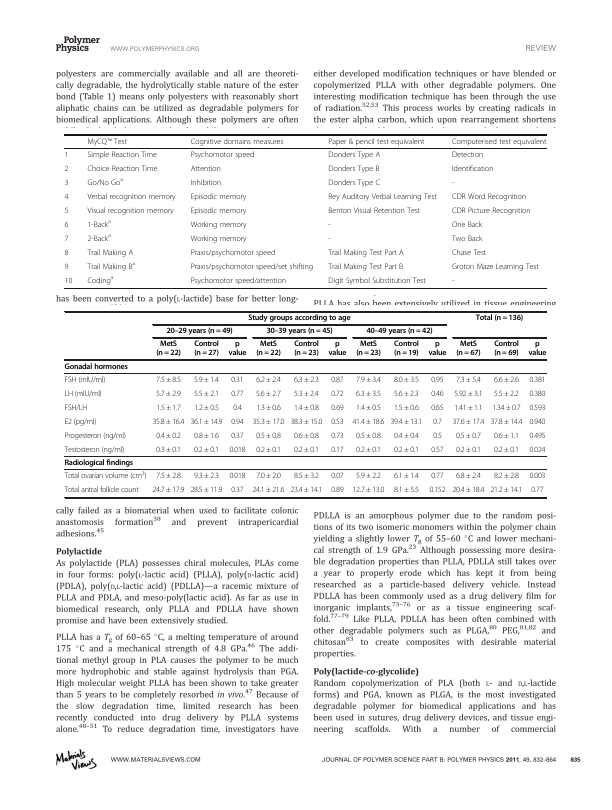 Polymer
Physics
WWW.POLYMERPHYSICS.ORG
REVIEW
polyesters are commercially available and all are theoreti-
cally degradable, the hydrolytically stable nature of the ester
bond (Table 1) means only polyesters with reasonably short
aliphatic chains can be utilized as degradable polymers for
biomedical applications. Although these polymers are often
either developed modification techniques or have blended or
copolymerized PLLA with other degradable polymers. One
interesting modification technique has been through the use
of radiation.52,53 This process works by creating radicals in
the ester alpha carbon, which upon rearrangement shortens
MyCQ™ Test Cognitive domains measures Paper & pencil test equivalent Computerised test equivalent
1 Simple Reaction Time Psychomotor speed Donders Type A Detection
2 Choice Reaction Time Attention Donders Type B Identification
3 Go/No Goa Inhibition Donders Type C -
4 Verbal recognition memory Episodic memory Rey Auditory Verbal Learning Test CDR Word Recognition
5 Visual recognition memory Episodic memory Benton Visual Retention Test CDR Picture Recognition
6 1-Backa Working memory - One Back
7 2-Backa Working memory - Two Back
8 Trail Making A Praxis/psychomotor speed Trail Making Test Part A Chase Test
9 Trail Making Ba Praxis/psychomotor speed/set shifting Trail Making Test Part B Groton Maze Learning Test
10 Codinga Psychomotor speed/attention Digit Symbol Substitution Test -
has been converted to a poly(L-lactide) base for better long-
PLLA has also been extensively utilized in tissue engineering
Study groups according to age Total (n = 136)
20–29 years (n = 49) 30–39 years (n = 45) 40–49 years (n = 42)
MetS (n = 22) Control (n = 27) p value MetS (n = 22) Control (n = 23) p value MetS (n = 23) Control (n = 19) p value MetS (n = 67) Control (n = 69) p value
Gonadal hormones
FSH (mIU/ml) 7.5 ± 8.5 5.9 ± 1.4 0.31 6.2 ± 2.4 6.3 ± 2.3 0.87 7.9 ± 3.4 8.0 ± 3.5 0.95 7.3 ± 5.4 6.6 ± 2.6 0.381
LH (mIU/ml) 5.7 ± 2.9 5.5 ± 2.1 0.77 5.6 ± 2.7 5.3 ± 2.4 0.72 6.3 ± 3.5 5.6 ± 2.3 0.46 5.92 ± 3.1 5.5 ± 2.2 0.380
FSH/LH 1.5 ± 1.7 1.2 ± 0.5 0.4 1.3 ± 0.6 1.4 ± 0.8 0.69 1.4 ± 0.5 1.5 ± 0.6 0.65 1.41 ± 1.1 1.34 ± 0.7 0.593
E2 (pg/ml) 35.8 ± 16.4 36.1 ± 14.9 0.94 35.3 ± 17.0 38.3 ± 15.0 0.53 41.4 ± 18.6 39.4 ± 13.1 0.7 37.6 ± 17.4 37.8 ± 14.4 0.940
Progesteron (ng/ml) 0.4 ± 0.2 0.8 ± 1.6 0.37 0.5 ± 0.8 0.6 ± 0.8 0.73 0.5 ± 0.8 0.4 ± 0.4 0.5 0.5 ± 0.7 0.6 ± 1.1 0.495
Testosteron (ng/ml) 0.3 ± 0.1 0.2 ± 0.1 0.018 0.2 ± 0.1 0.2 ± 0.1 0.17 0.2 ± 0.1 0.2 ± 0.1 0.57 0.2 ± 0.1 0.2 ± 0.1 0.024
Radiological findings
Total ovarian volume (cm3) 7.5 ± 2.8 9.3 ± 2.3 0.018 7.0 ± 2.0 8.5 ± 3.2 0.07 5.9 ± 2.2 6.1 ± 1.4 0.77 6.8 ± 2.4 8.2 ± 2.8 0.003
Total antral follicule count 24.7 ± 17.9 28.5 ± 11.9 0.37 24.1 ± 21.6 23.4 ± 14.1 0.89 12.7 ± 13.0 8.1 ± 5.5 0.152 20.4 ± 18.4 21.2 ± 14.1 0.77
cally failed as a biomaterial when used to facilitate colonic
anastomosis formation38 and prevent intrapericardial
adhesions.45
Polylactide
As polylactide (PLA) possesses chiral molecules, PLAs come
in four forms: poly(L-lactic acid) (PLLA), poly(D-lactic acid)
(PDLA), poly(D,L-lactic acid) (PDLLA)—a racemic mixture of
PLLA and PDLA, and meso-poly(lactic acid). As far as use in
biomedical research, only PLLA and PDLLA have shown
promise and have been extensively studied.
PLLA has a Tg of 60–65 °C, a melting temperature of around
175 °C and a mechanical strength of 4.8 GPa.46 The addi-
tional methyl group in PLA causes the polymer to be much
more hydrophobic and stable against hydrolysis than PGA.
High molecular weight PLLA has been shown to take greater
than 5 years to be completely resorbed in vivo.47 Because of
the slow degradation time, limited research has been
recently conducted into drug delivery by PLLA systems
alone.48–51 To reduce degradation time, investigators have
PDLLA is an amorphous polymer due to the random posi-
tions of its two isomeric monomers within the polymer chain
yielding a slightly lower Tg of 55–60 °C and lower mechani-
cal strength of 1.9 GPa.23 Although possessing more desira-
ble degradation properties than PLLA, PDLLA still takes over
a year to properly erode which has kept it from being
researched as a particle-based delivery vehicle. Instead
PDLLA has been commonly used as a drug delivery film for
inorganic implants,73–76 or as a tissue engineering scaf-
fold.77–79 Like PLLA, PDLLA has been often combined with
other degradable polymers such as PLGA,80 PEG,81,82 and
chitosan83 to create composites with desirable material
properties.
Poly(lactide-co-glycolide)
Random copolymerization of PLA (both L- and D,L-lactide
forms) and PGA, known as PLGA, is the most investigated
degradable polymer for biomedical applications and has
been used in sutures, drug delivery devices, and tissue engi-
neering scaffolds. With a number of commercial
Materials
Views
WWW.MATERIALSVIEWS.COM
JOURNAL OF POLYMER SCIENCE PART B: POLYMER PHYSICS 2011, 49, 832–864 835